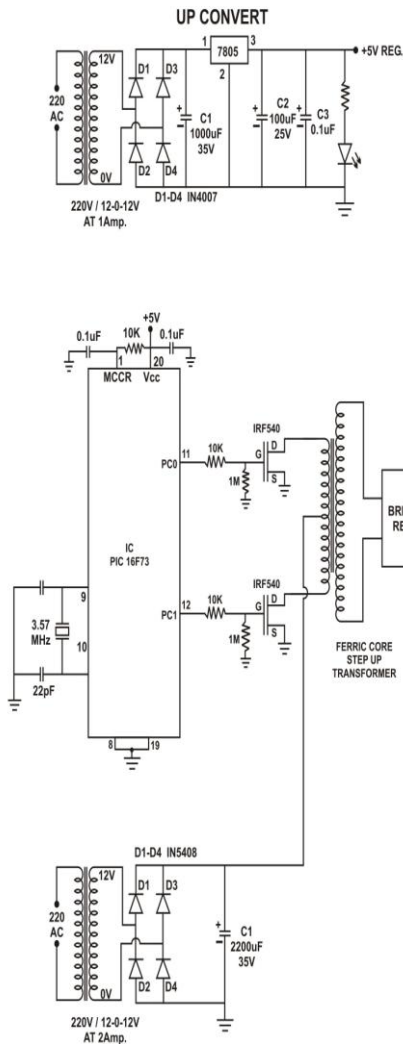 UP CONVERT
12V
D1
D3
1
7805
3
2
+5V REG.
220
AC
C1
1000uF
35V
C2
100uF
25V
C3
0.1uF
D2
D4
0V
D1-D4 IN4007
220V / 12-0-12V
AT 1Amp.
+5V
0.1uF
10K
0.1uF
1
20
MCCR
Vcc
IRF540
PC0
11
10K
G
D
S
1M
IC
PIC 16F73
BRI
RE
IRF540
9
PC1
12
10K
G
D
S
1M
3.57
MHz
10
22pF
FERRIC CORE
STEP UP
TRANSFORMER
8
19
D1-D4 IN5408
12V
D1
D3
220
AC
C1
2200uF
35V
D2
D4
0V
220V / 12-0-12V
AT 2Amp.